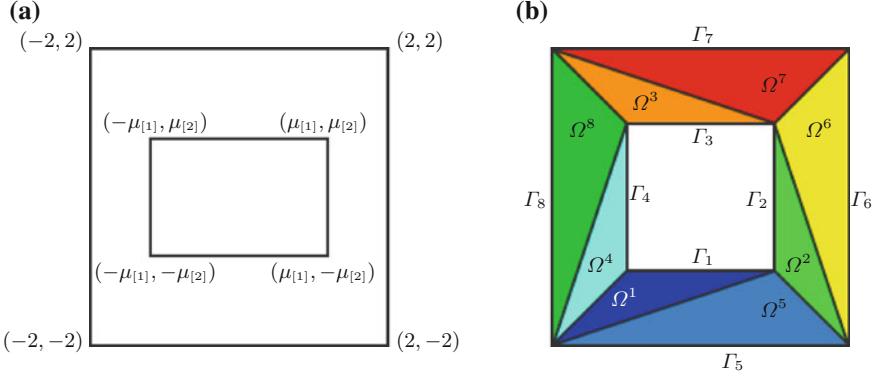 (a)
(−2, 2)
(2, 2)
(−μ[1], μ[2])
(μ[1], μ[2])
(−μ[1], −μ[2])
(μ[1], −μ[2])
(−2, −2)
(2, −2)
(b)
Γ7
Ω7
Ω3
Ω8
Ω6
Γ3
Γ8
Γ4
Γ2
Γ6
Γ1
Ω4
Ω2
Ω1
Ω5
Γ5